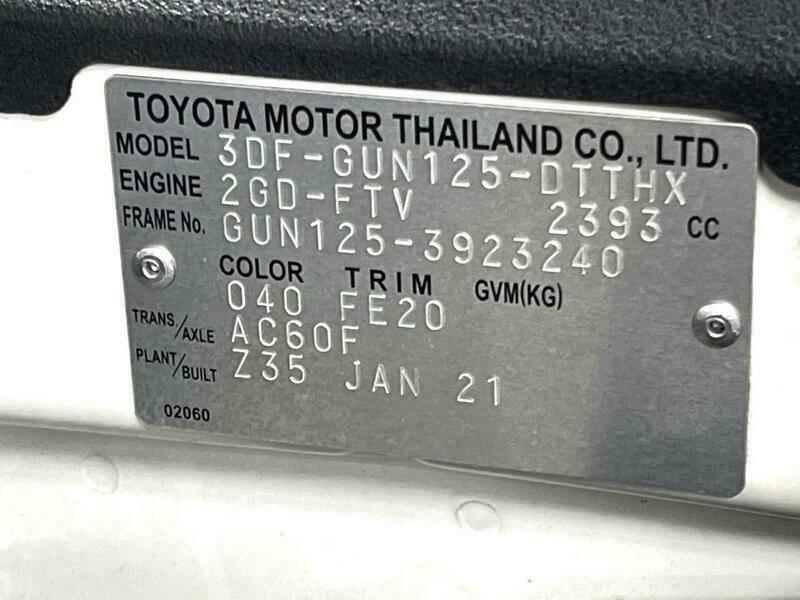 TOYOTA MOTOR THAILAND CO., LTD.
MODEL 3DF-GUN125-DTTHX
ENGINE 2GD-FTV 2393 CC
FRAME No. GUN125-3923240
COLOR TRIM GVM(KG)
040 FE20
TRANS./AXLE AC60F
PLANT/BUILT Z35 JAN 21
02060